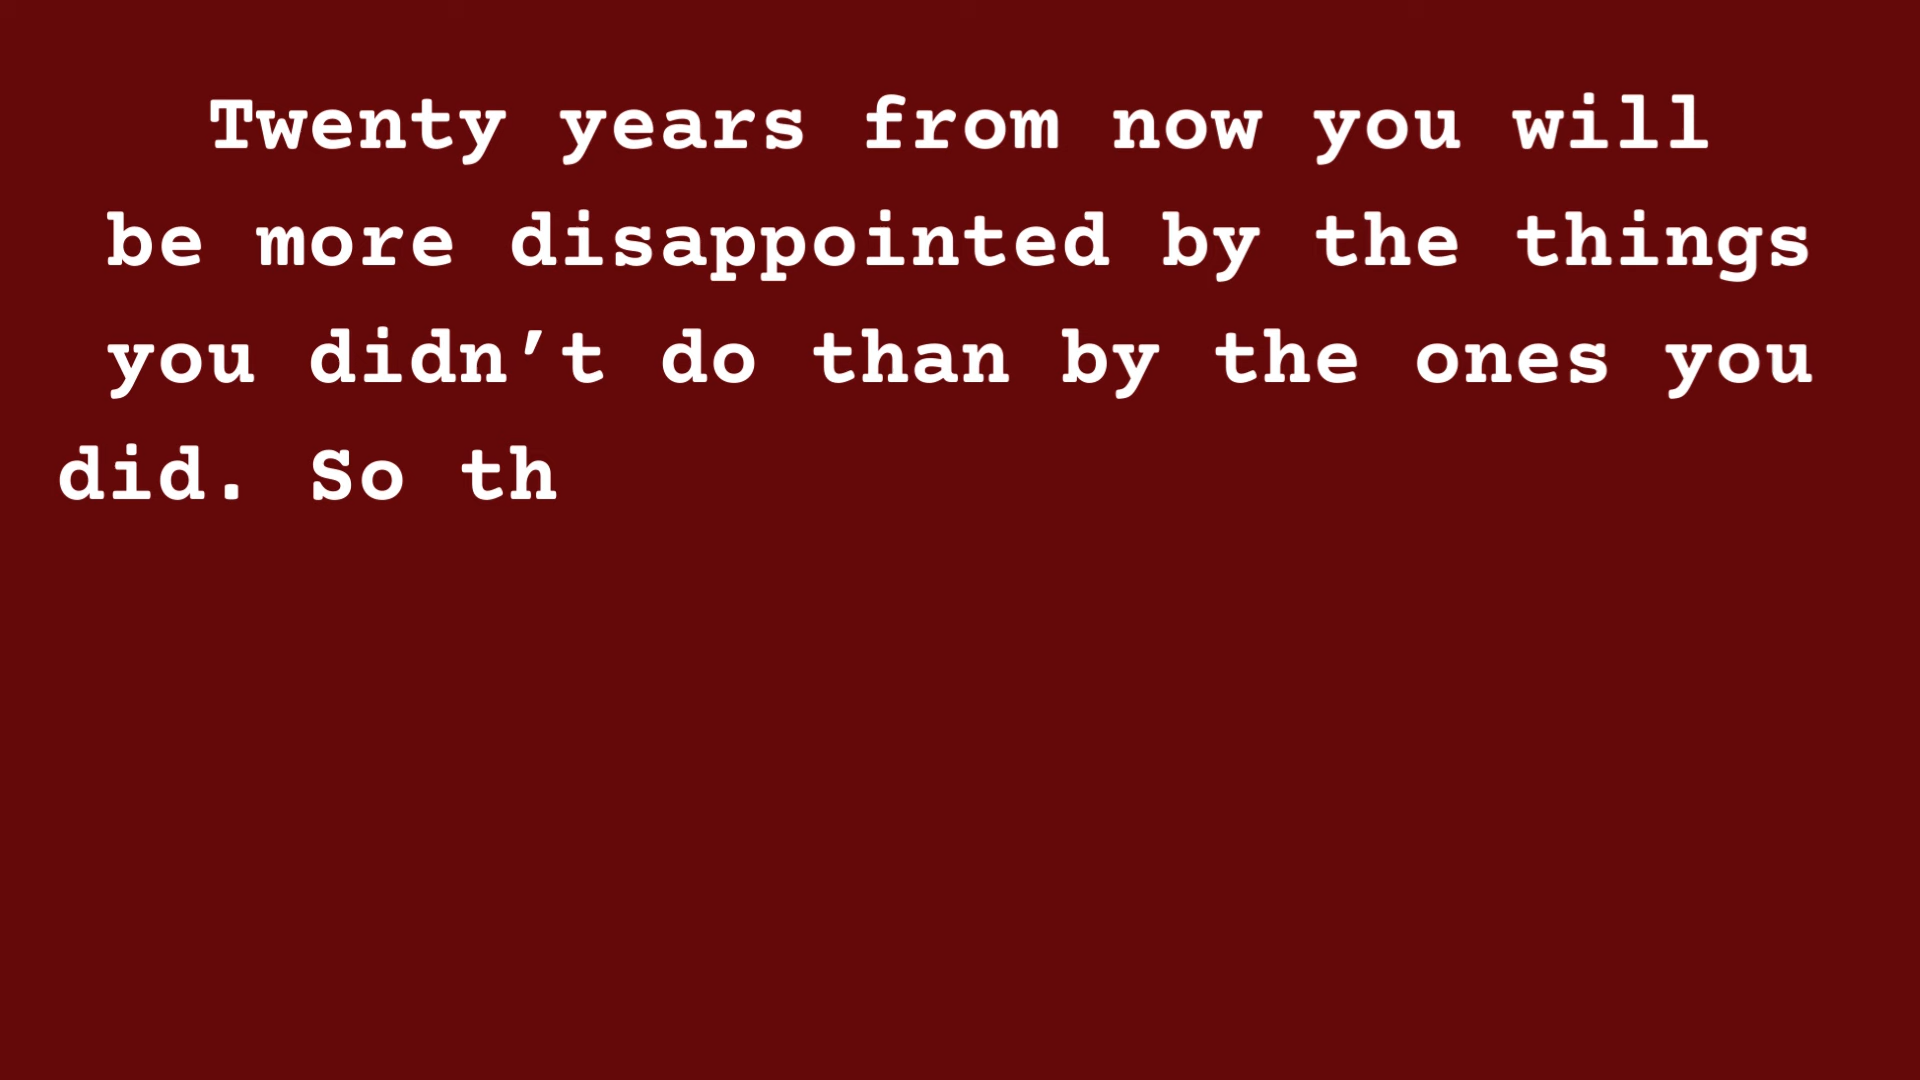 Twenty years from now you will
be more disappointed by the things
you didn’t do than by the ones you
did. So th